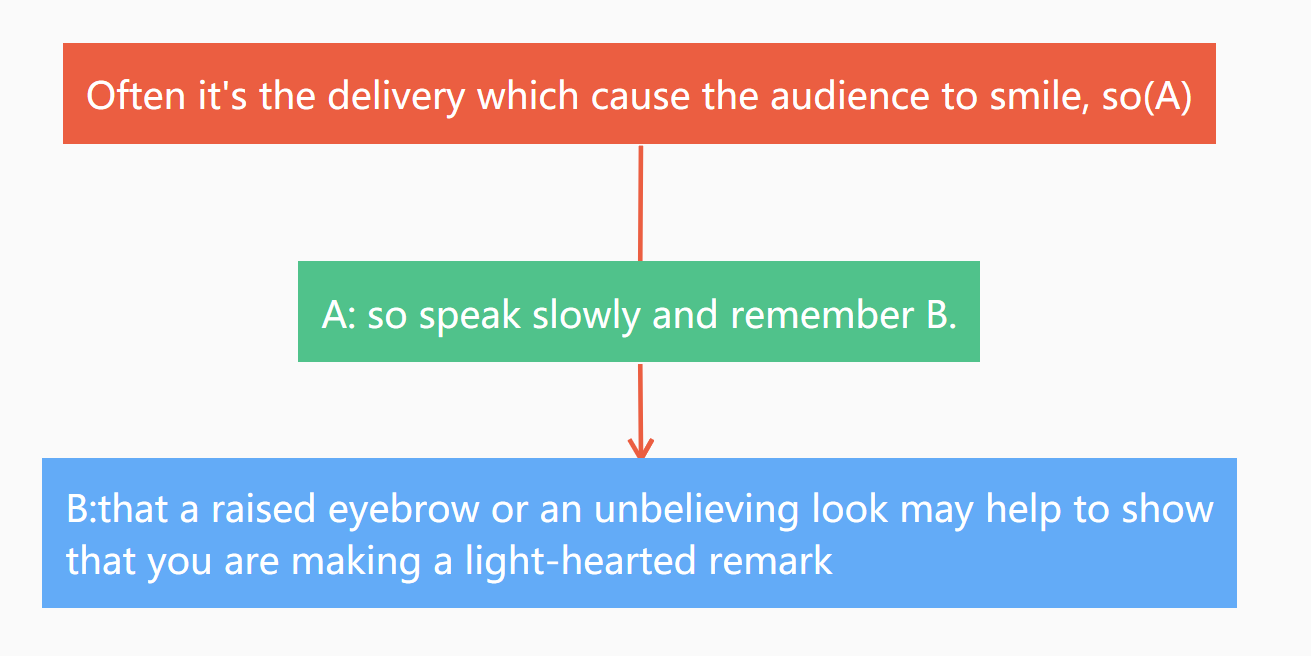 Often it's the delivery which cause the audience to smile, so(A)
A: so speak slowly and remember B.
B:that a raised eyebrow or an unbelieving look may help to show
that you are making a light-hearted remark